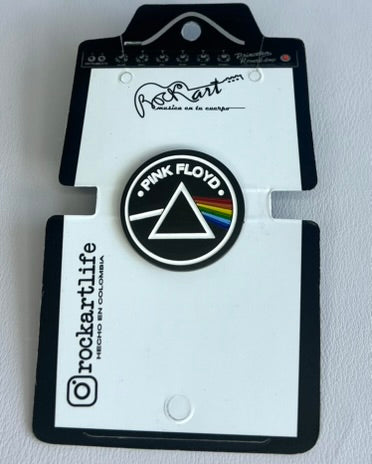 RockArt
musica en tu cuerpo
• PINK FLOYD •
rockartlife
HECHO EN COLOMBIA